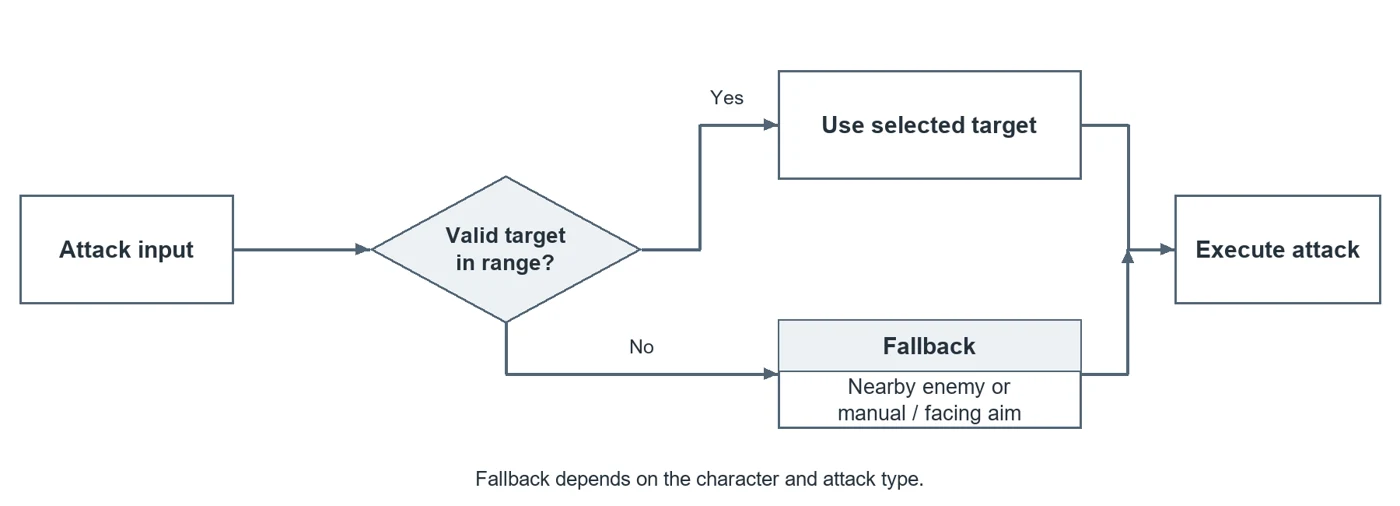 Attack input
Valid target
in range?
Yes
Use selected target
No
Fallback
Nearby enemy or
manual / facing aim
Execute attack
Fallback depends on the character and attack type.